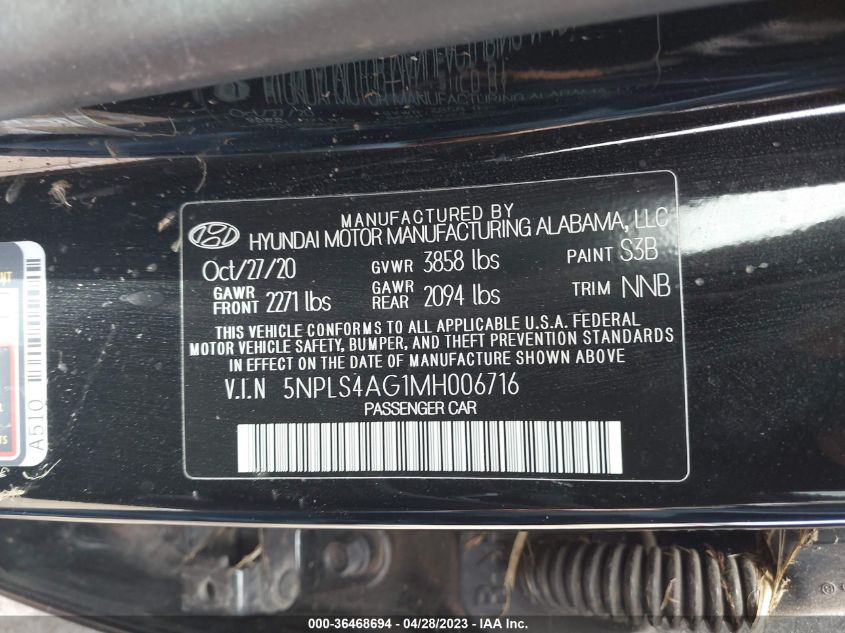 MANUFACTURED BY
HYUNDAI MOTOR MANUFACTURING ALABAMA, LLC
Oct/27/20 GVWR 3858 lbs PAINT S3B
GAWR FRONT 2271 lbs GAWR REAR 2094 lbs TRIM NNB
THIS VEHICLE CONFORMS TO ALL APPLICABLE U.S.A. FEDERAL
MOTOR VEHICLE SAFETY, BUMPER, AND THEFT PREVENTION STANDARDS
IN EFFECT ON THE DATE OF MANUFACTURE SHOWN ABOVE
V.I.N 5NPLS4AG1MH006716
PASSENGER CAR
A510
000-36468694 - 04/28/2023 - IAA Inc.